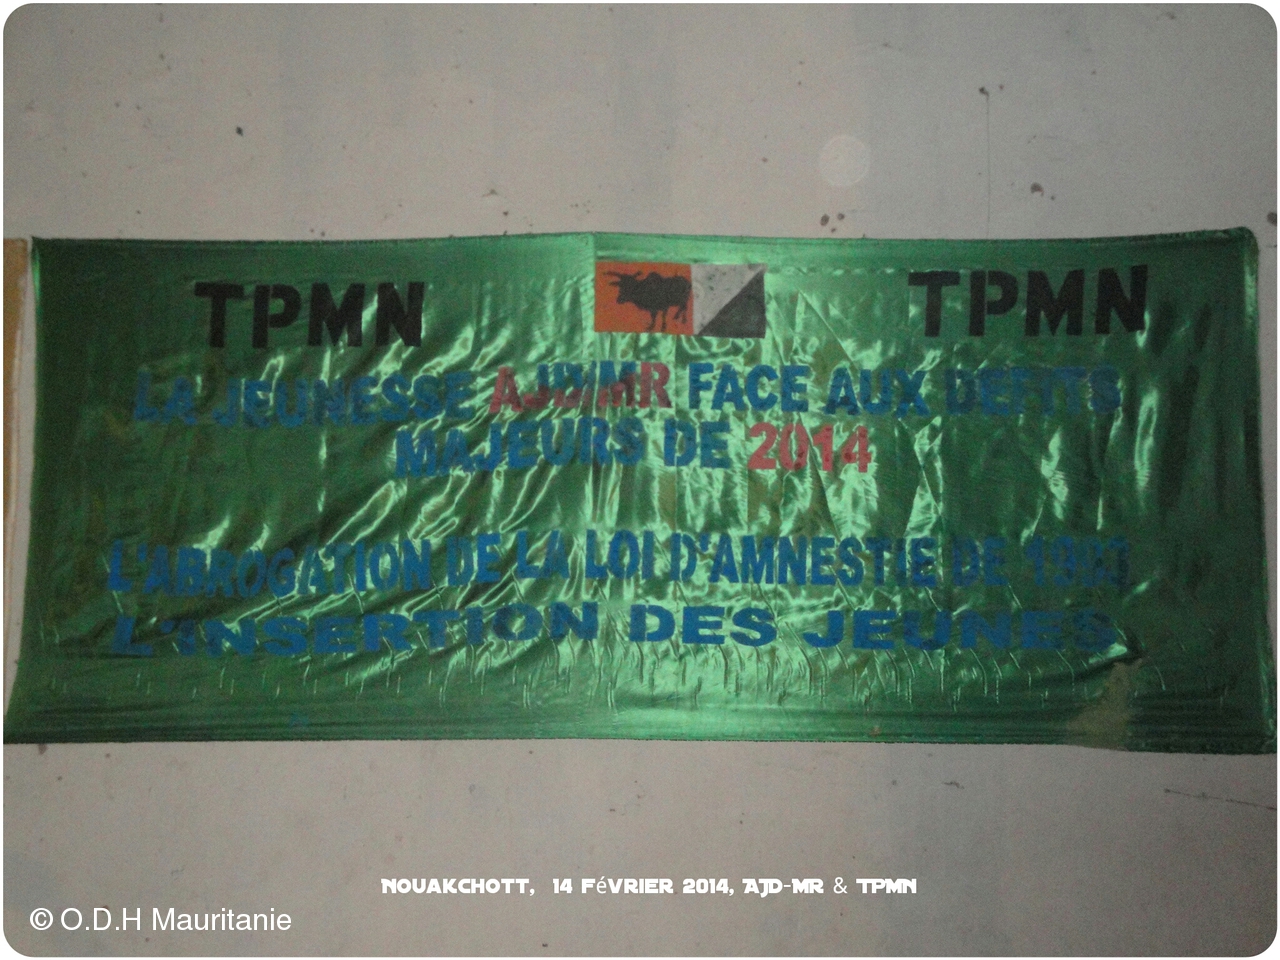 TPMN TPMN
LA JEUNESSE AJD/MR FACE AUX DEFITS
MAJEURS DE 2014
L'ABROGATION DE LA LOI D'AMNESTIE DE 1993
L'INSERTION DES JEUNES
NOUAKCHOTT, 14 FéVRIER 2014, AJD-MR & TPMN
© O.D.H Mauritanie